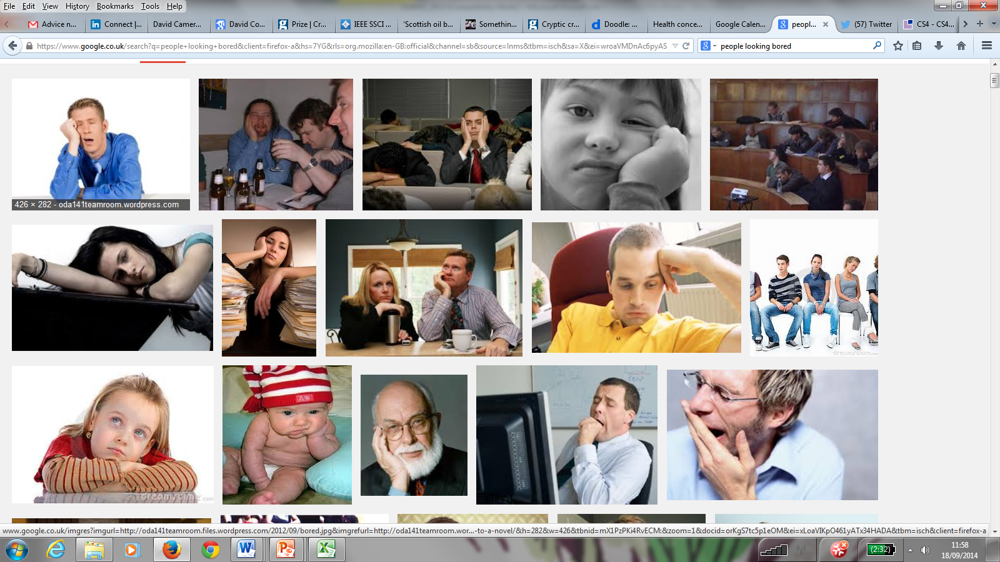 File Edit View History Bookmarks Tools Help
Advice n... Connect |... David Camer... David Co... Prize | Cr... IEEE SSCI ... 'Scottish oil b... Somethin... Cryptic cr... Doodle: ... Health conce... Google Calen... peopl... (57) Twitter CS4 - CS4...
https://www.google.co.uk/search?q=people+looking+bored&client=firefox-a&hs=7YG&rls=org.mozilla:en-GB:official&channel=sb&source=lnms&tbm=isch&sa=X&ei=wroaVMDnAc6pyAS people looking bored
426 × 282 - oda141teamroom.wordpress.com
dreamstime.com
dreamstime.com
www.google.co.uk/imgres?imgurl=http://oda141teamroom.files.wordpress.com/2012/09/bored.jpg&imgrefurl=http://oda141teamroom.wor...-to-a-novel/&h=282&w=426&tbnid=mX1PzPKi4RvECM:&zoom=1&docid=orKgS7tc5p1eOM&ei=xLoaVIKpO461yATx34HADA&tbm=isch&client=firefox-a
(2:32)
11:58
18/09/2014